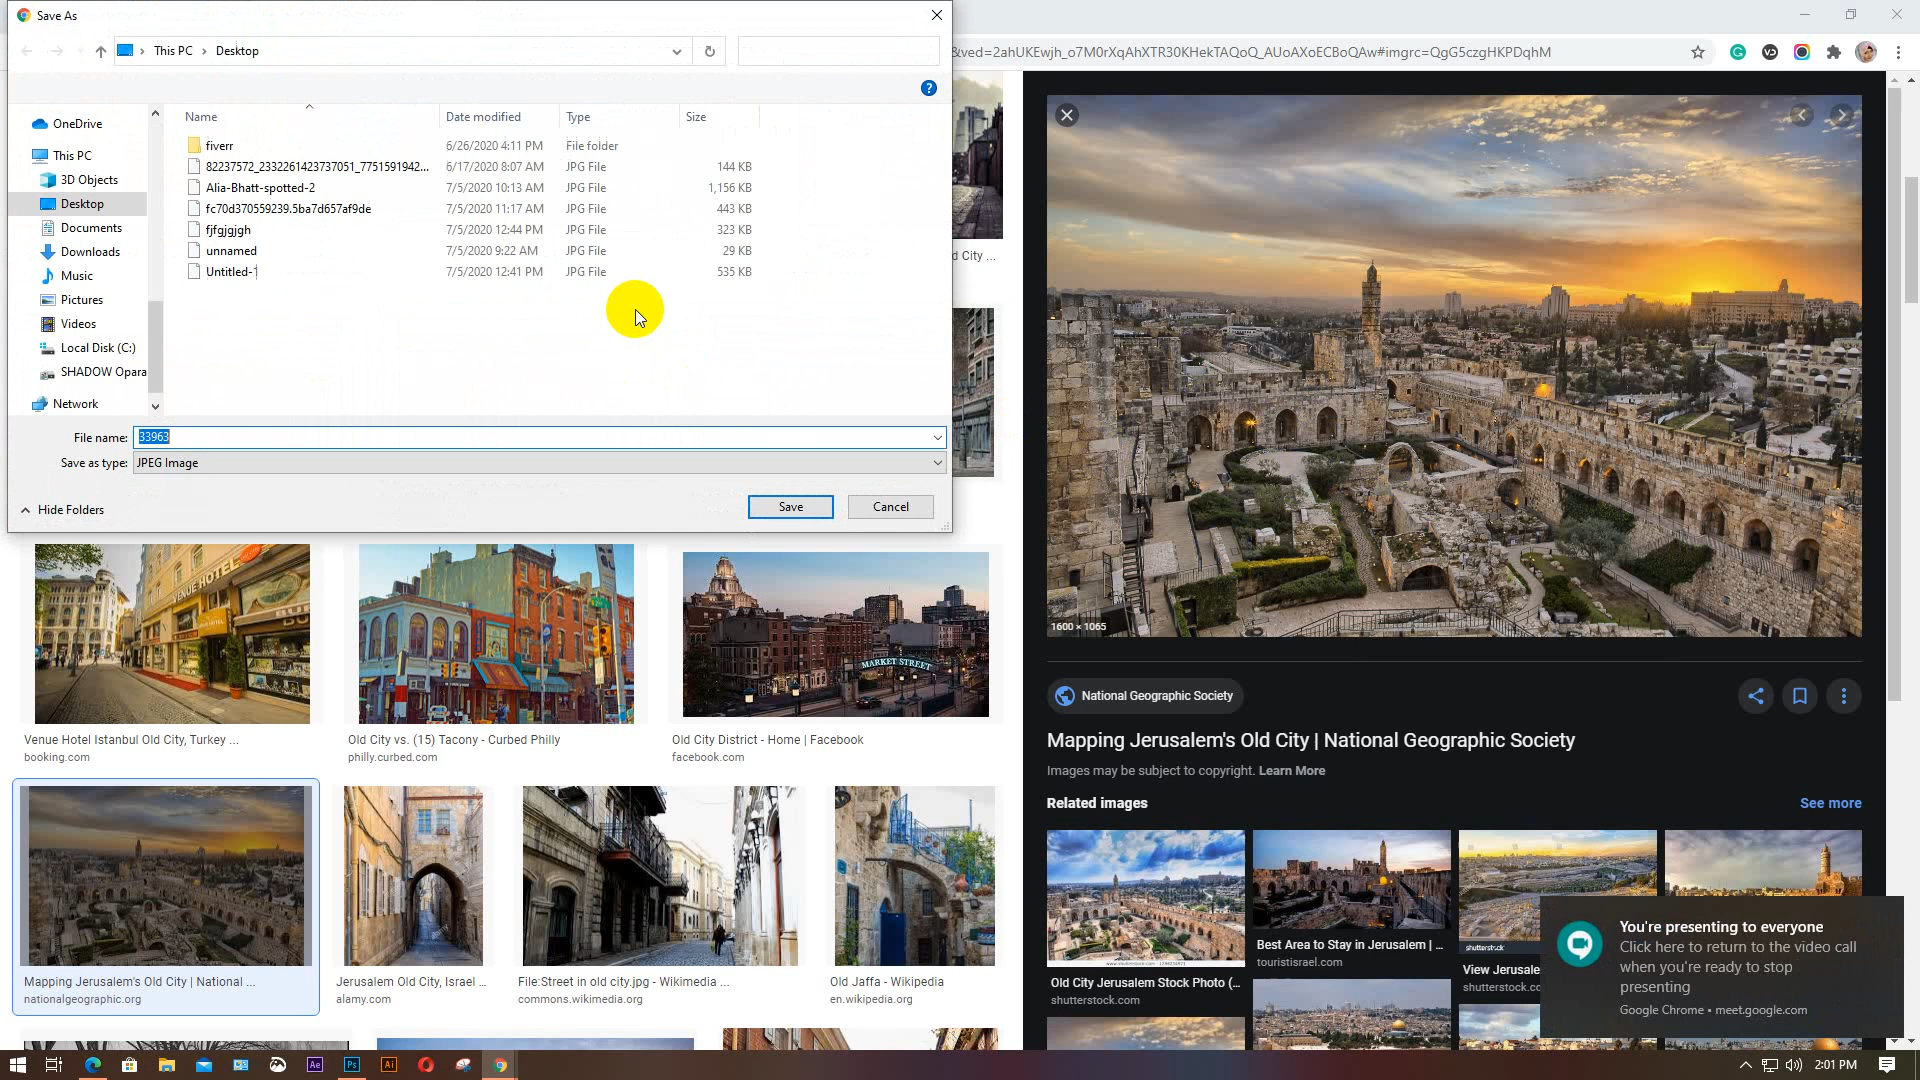 Save As
This PC
Desktop
&ved=2ahUKEwjh_o7M0rXqAhXTR30KHekTAQoQ_AUoAXoECBoQAw#imgrc=QgG5czgHKPDqhM
Name
Date modified
Type
Size
OneDrive
This PC
3D Objects
Desktop
Documents
Downloads
Music
Pictures
Videos
Local Disk (C:)
SHADOW Opara
Network
fiverr 6/26/2020 4:11 PM File folder
82237572_2332261423737051_7751591942... 6/17/2020 8:07 AM JPG File 144 KB
Alia-Bhatt-spotted-2 7/5/2020 10:13 AM JPG File 1,156 KB
fc70d370559239.5ba7d657af9de 7/5/2020 11:17 AM JPG File 443 KB
fjfgjgjgh 7/5/2020 12:44 PM JPG File 323 KB
unnamed 7/5/2020 9:22 AM JPG File 29 KB
Untitled-1 7/5/2020 12:41 PM JPG File 535 KB
File name: 33963
Save as type: JPEG Image
Hide Folders
Save
Cancel
d City ...
VENUE HOTEL
MARKET STREET
Venue Hotel Istanbul Old City, Turkey ...
booking.com
Old City vs. (15) Tacony - Curbed Philly
philly.curbed.com
Old City District - Home | Facebook
facebook.com
Mapping Jerusalem's Old City | National ...
nationalgeographic.org
Jerusalem Old City, Israel ...
alamy.com
File:Street in old city.jpg - Wikimedia ...
commons.wikimedia.org
Old Jaffa - Wikipedia
en.wikipedia.org
1600 × 1065
National Geographic Society
Mapping Jerusalem's Old City | National Geographic Society
Images may be subject to copyright. Learn More
Related images
See more
Old City Jerusalem Stock Photo (...
shutterstock.com
Best Area to Stay in Jerusalem | ...
touristisrael.com
shutterstock
View Jerusale
shutterstock.co
You're presenting to everyone
Click here to return to the video call
when you're ready to stop
presenting
Google Chrome • meet.google.com
Ae
Ps
Ai
2:01 PM